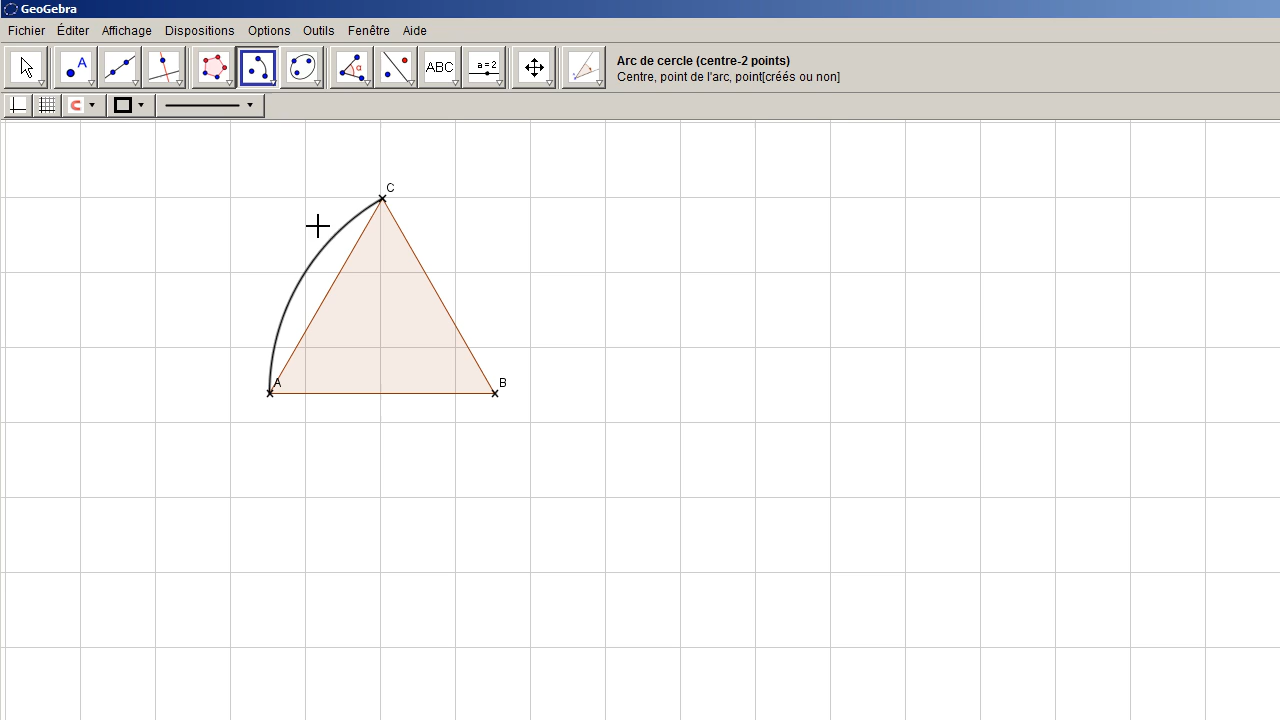 GeoGebra
Fichier Éditer Affichage Dispositions Options Outils Fenêtre Aide
A α ABC a = 2
Arc de cercle (centre-2 points)
Centre, point de l'arc, point[créés ou non]
C
A
B